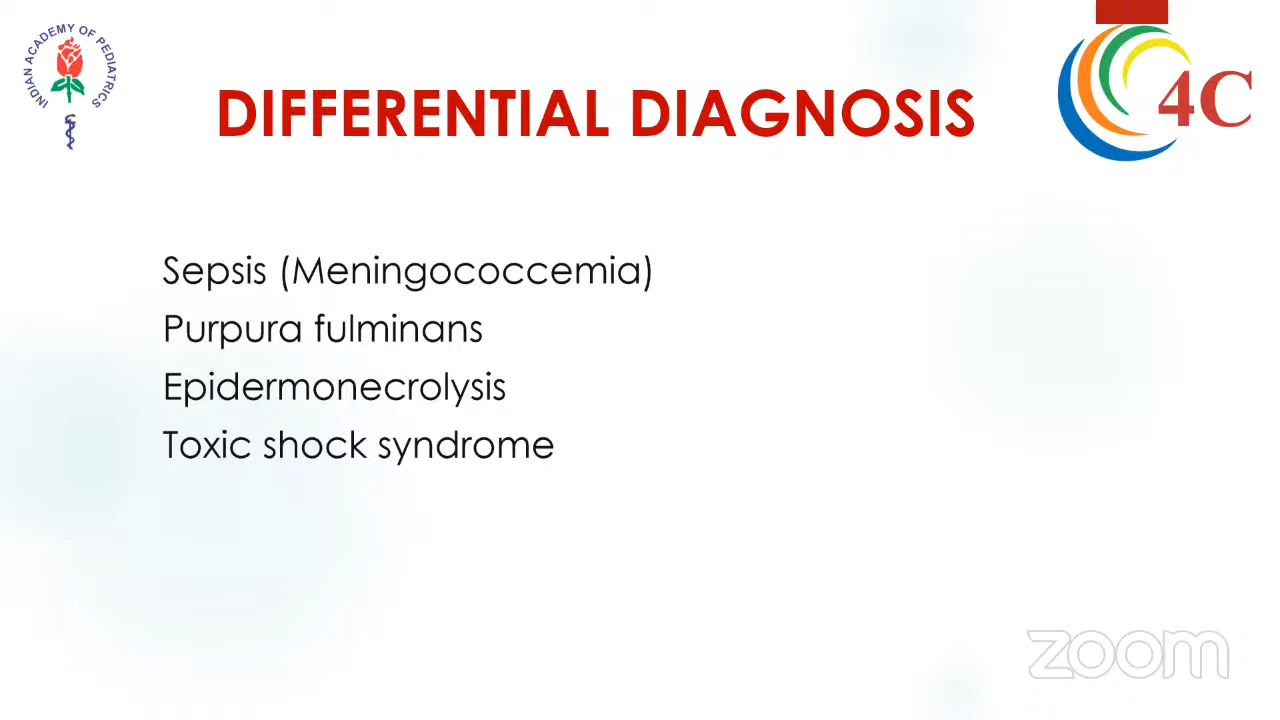 INDIAN ACADEMY OF PEDIATRICS
4C
DIFFERENTIAL DIAGNOSIS
Sepsis (Meningococcemia)
Purpura fulminans
Epidermonecrolysis
Toxic shock syndrome
zoom